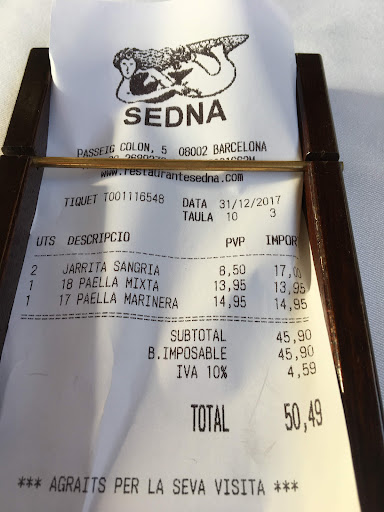 SEDNA
PASSEIG COLON, 5 08002 BARCELONA
www.restaurantesedna.com
TIQUET T001116548 DATA 31/12/2017
TAULA 10 3
UTS DESCRIPCIO PVP IMPOR
2 JARRITA SANGRIA 8,50 17,00
1 18 PAELLA MIXTA 13,95 13,95
1 17 PAELLA MARINERA 14,95 14,95
SUBTOTAL 45,90
B.IMPOSABLE 45,90
IVA 10% 4,59
TOTAL 50,49
*** AGRAITS PER LA SEVA VISITA ***